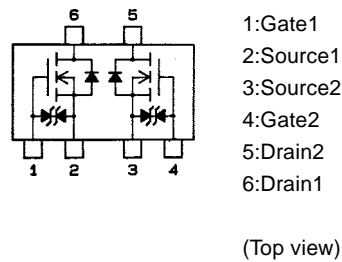 6 5
1 2 3 4
1:Gate1
2:Source1
3:Source2
4:Gate2
5:Drain2
6:Drain1
(Top view)